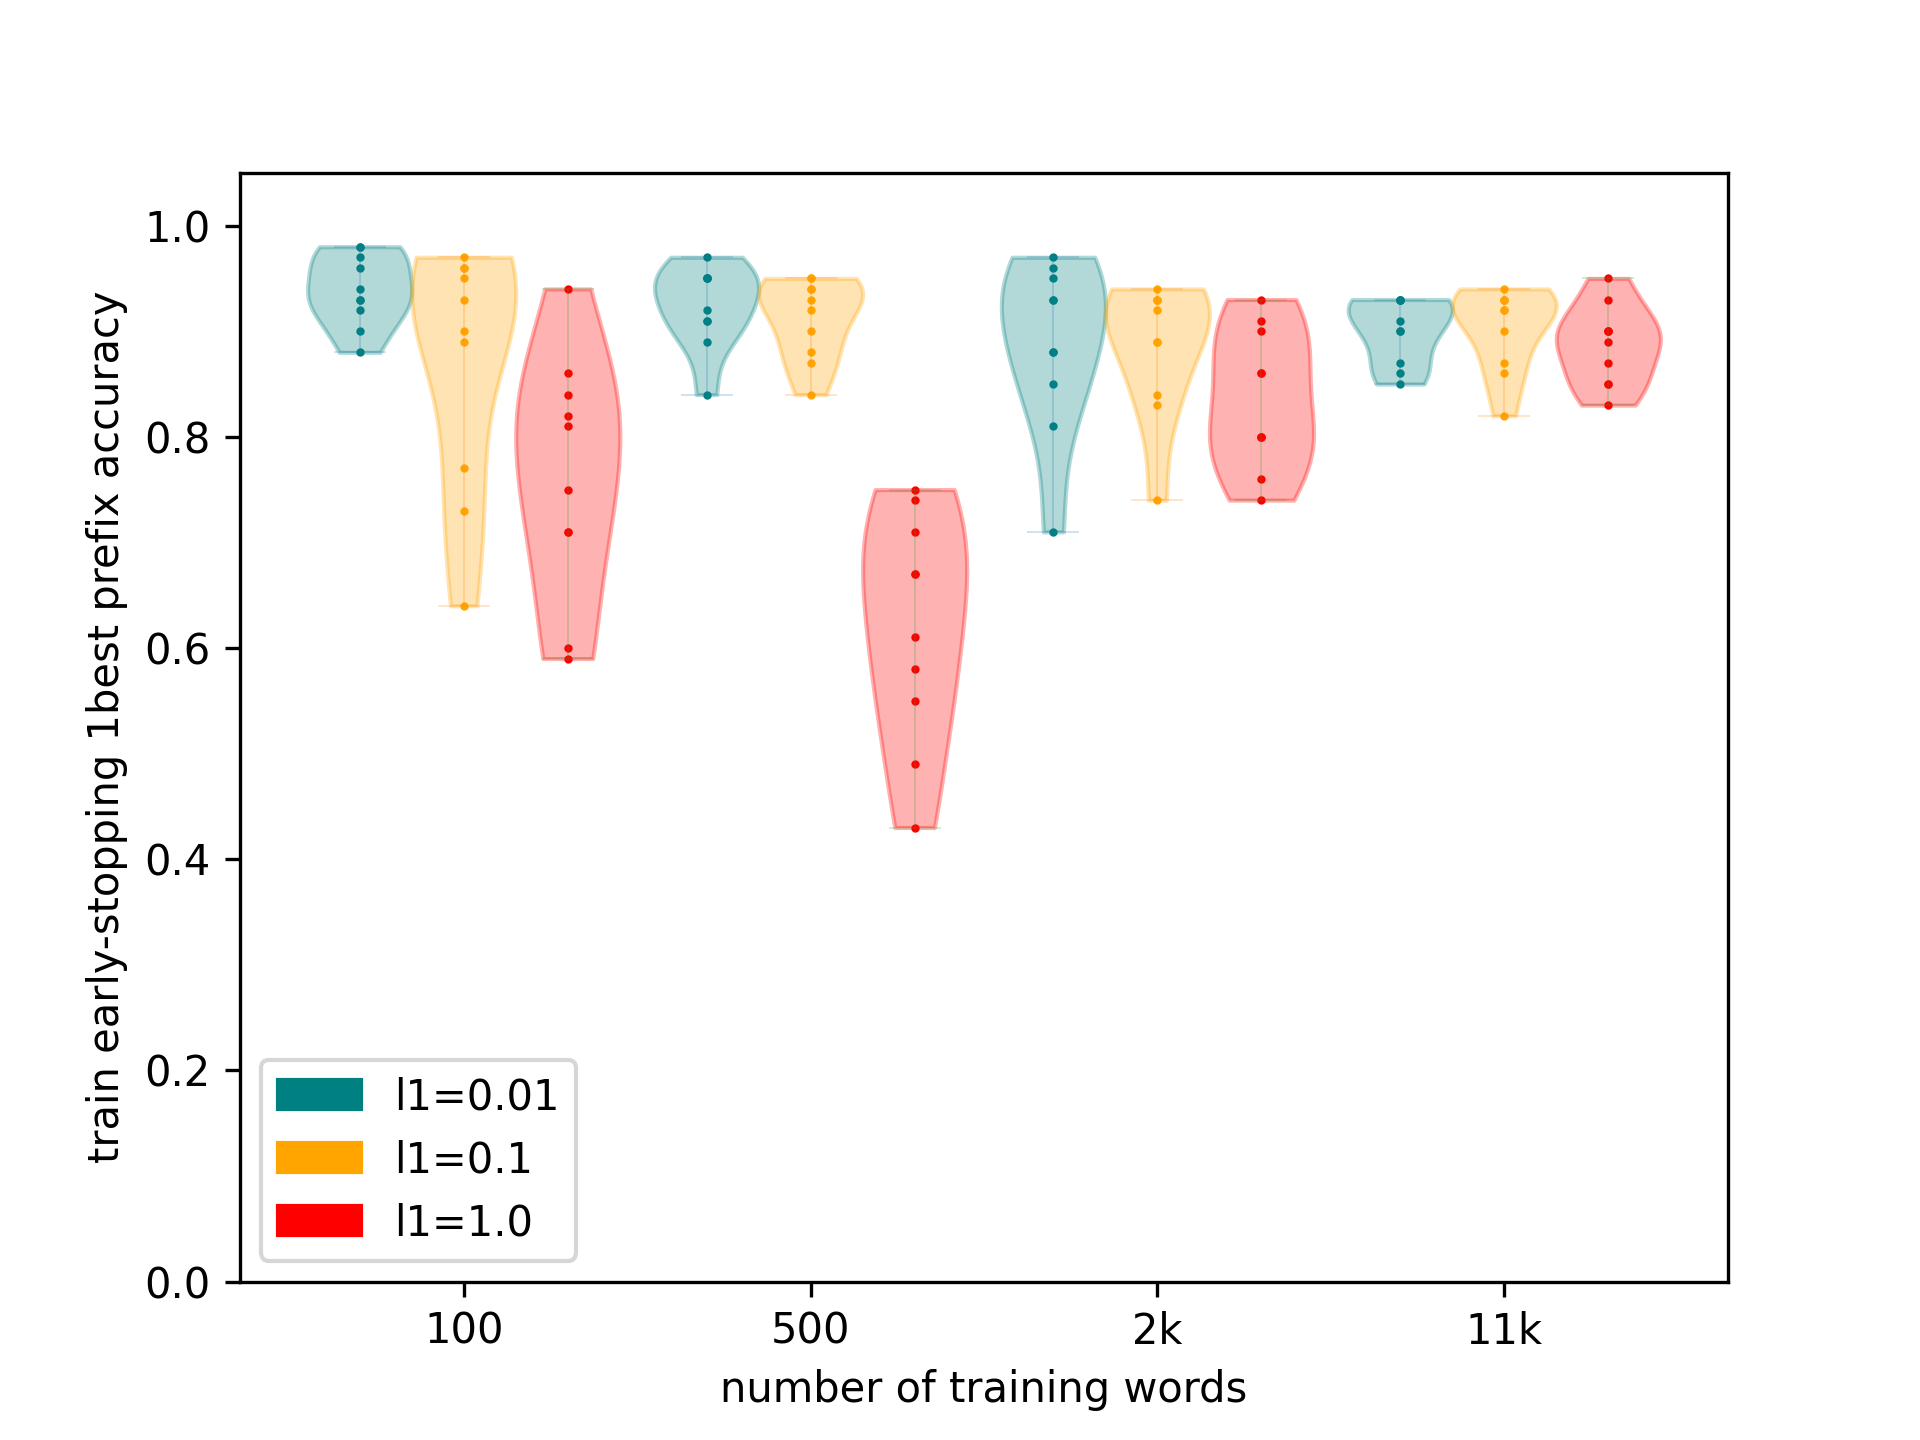 train early-stopping 1best prefix accuracy
1.0
0.8
0.6
0.4
0.2
0.0
l1=0.01
l1=0.1
l1=1.0
100 500 2k 11k
number of training words